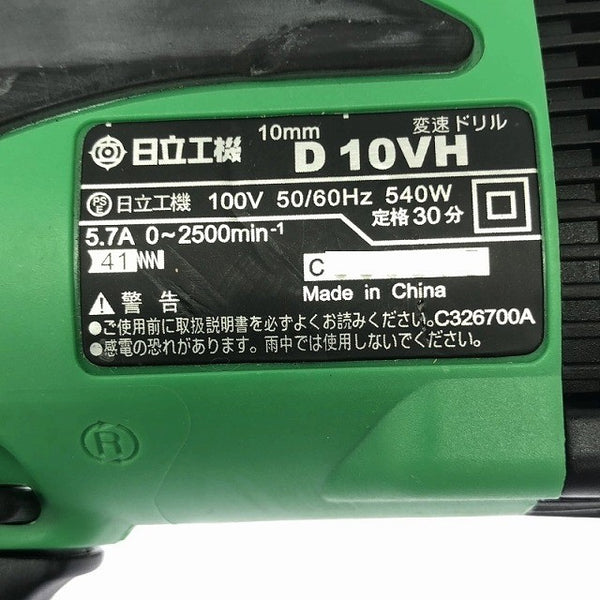 日立工機 10mm 変速ドリル
D 10VH
PSE 日立工機 100V 50/60Hz 540W
定格30分
5.7A 0~2500min-1
41
C
Made in China
警告
●ご使用前に取扱説明書を必ずよくお読みください。C326700A
●感電の恐れがあります。雨中では使用しないでください。
R